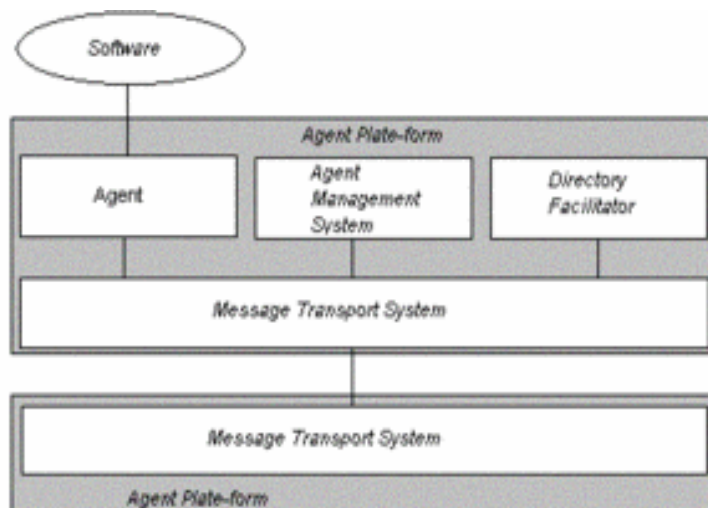 Software
Agent Plate-form
Agent
Agent
Management
System
Directory
Facilitator
Message Transport System
Message Transport System
Agent Plate-form